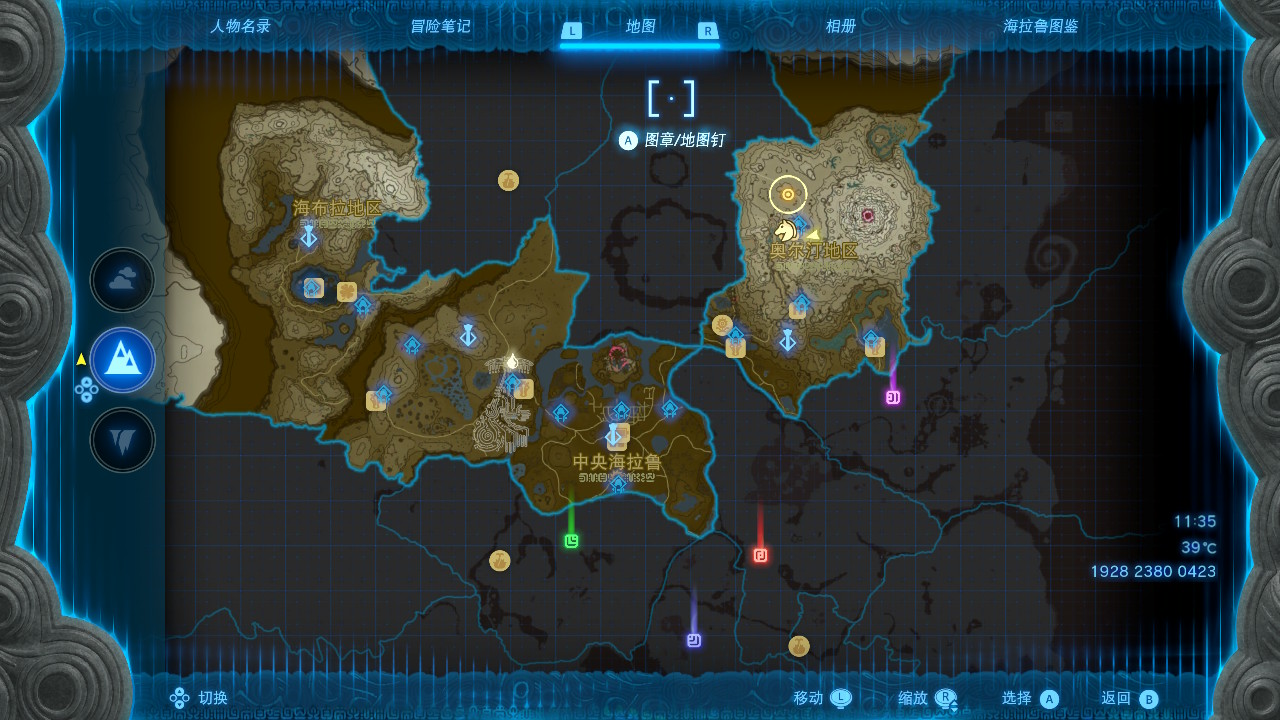 人物名录
冒险笔记
L
地图
R
相册
海拉鲁图鉴
A 图章/地图钉
海布拉地区
奥尔汀地区
中央海拉鲁
11:35
39℃
1928 2380 0423
切换
移动 L
缩放 R
选择 A
返回 B